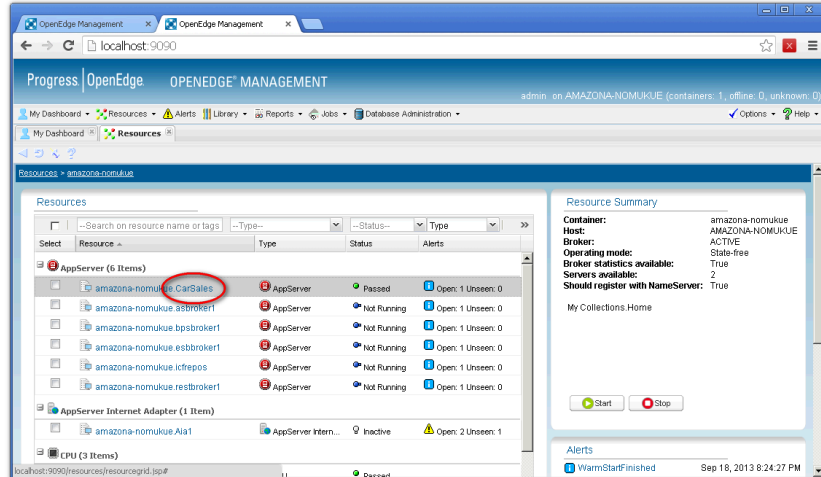 OpenEdge Management × OpenEdge Management ×
localhost:9090
Progress | OpenEdge OPENEDGE® MANAGEMENT
admin on AMAZONA-NOMUKUE (containers: 1, offline: 0, unknown: 0)
My Dashboard Resources Alerts Library Reports Jobs Database Administration Options Help
My Dashboard Resources
Resources > amazona-nomukue
Resources
--Search on resource name or tags --Type-- --Status-- Type »
Select Resource Type Status Alerts
AppServer (6 Items)
amazona-nomukue.CarSales AppServer Passed Open: 1 Unseen: 0
amazona-nomukue.asbroker1 AppServer Not Running Open: 1 Unseen: 0
amazona-nomukue.bpsbroker1 AppServer Not Running Open: 1 Unseen: 0
amazona-nomukue.esbbroker1 AppServer Not Running Open: 1 Unseen: 0
amazona-nomukue.icfrepos AppServer Not Running Open: 1 Unseen: 0
amazona-nomukue.restbroker1 AppServer Not Running Open: 1 Unseen: 0
AppServer Internet Adapter (1 Item)
amazona-nomukue.Aia1 AppServer Intern... Inactive Open: 2 Unseen: 1
CPU (3 Items)
Passed
localhost:9090/resources/resourcegrid.jsp#
Resource Summary
Container: amazona-nomukue
Host: AMAZONA-NOMUKUE
Broker: ACTIVE
Operating mode: State-free
Broker statistics available: True
Servers available: 2
Should register with NameServer: True
My Collections.Home
Start Stop
Alerts
WarmStartFinished Sep 18, 2013 8:24:27 PM